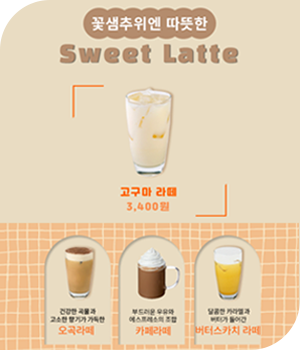 꽃샘추위엔 따뜻한
Sweet Latte
고구마 라떼
3,400원
건강한 곡물과
고소한 향기가 가득한
오곡라떼
부드러운 우유와
에스프레소의 조합
카페라떼
달콤한 카라멜과
버터가 들어간
버터스카치 라떼